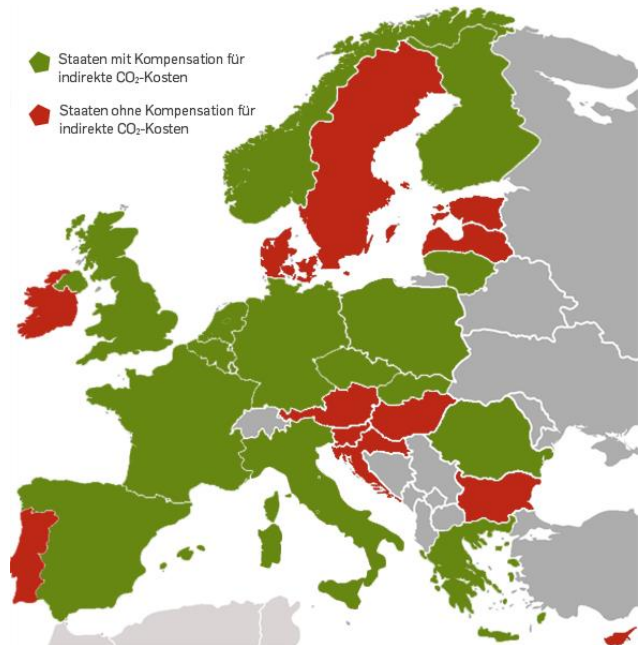 Staaten mit Kompensation für
indirekte CO₂-Kosten
Staaten ohne Kompensation für
indirekte CO₂-Kosten